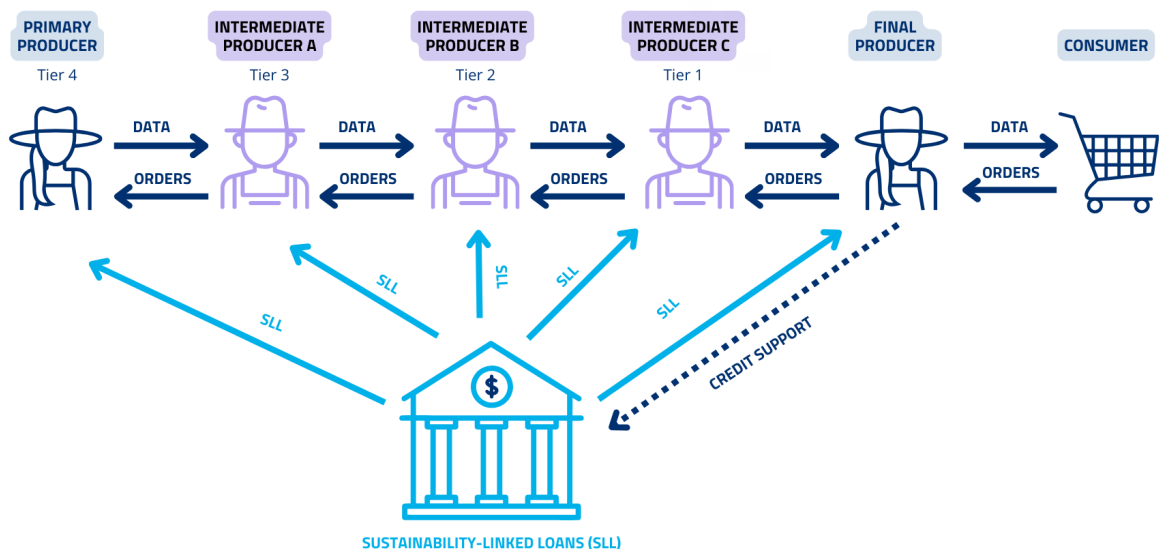 PRIMARY
PRODUCER
Tier 4
INTERMEDIATE
PRODUCER A
Tier 3
INTERMEDIATE
PRODUCER B
Tier 2
INTERMEDIATE
PRODUCER C
Tier 1
FINAL
PRODUCER
CONSUMER
DATA
DATA
DATA
DATA
DATA
ORDERS
ORDERS
ORDERS
ORDERS
ORDERS
SLL
SLL
SLL
SLL
SLL
CREDIT SUPPORT
$
SUSTAINABILITY-LINKED LOANS (SLL)